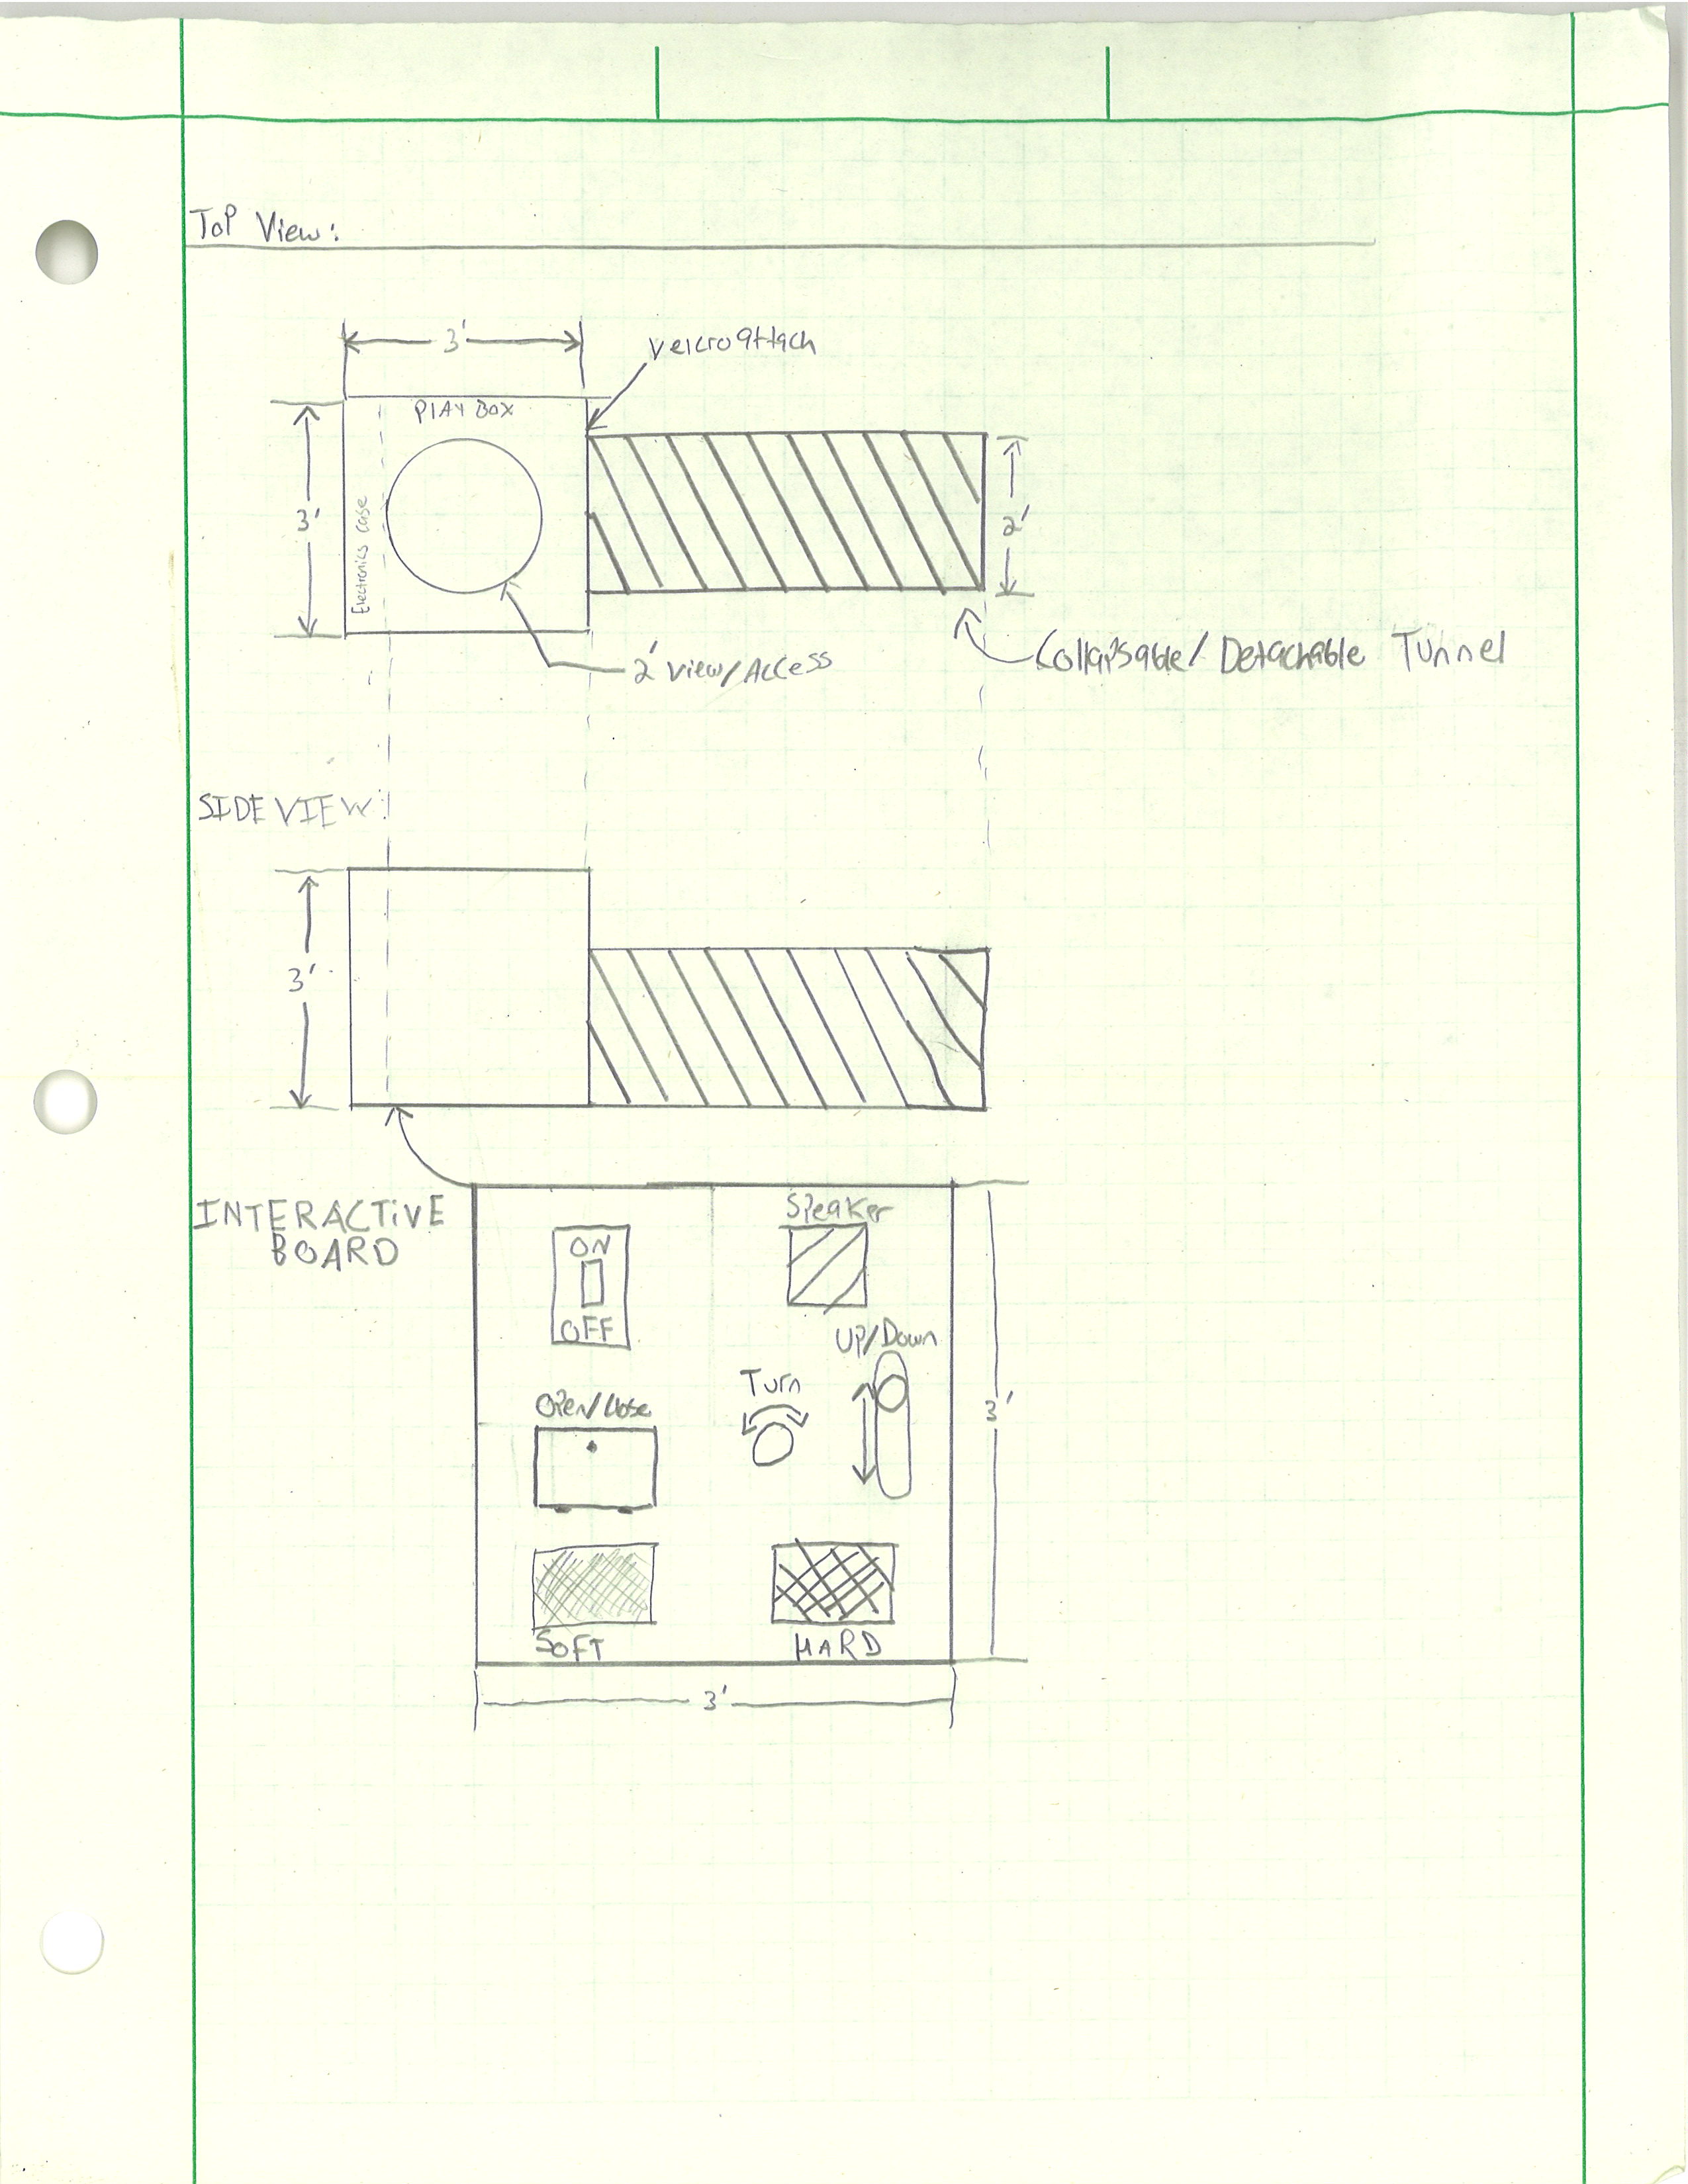 Top View:
3'
Velcro Attach
PLAY BOX
3'
Electronics Case
2'
2' View/Access
Collapsable/Detachable Tunnel
SIDE VIEW:
3'
INTERACTIVE
BOARD
Speaker
ON
OFF
UP/Down
Turn
Open/Close
3'
SOFT
HARD
3'